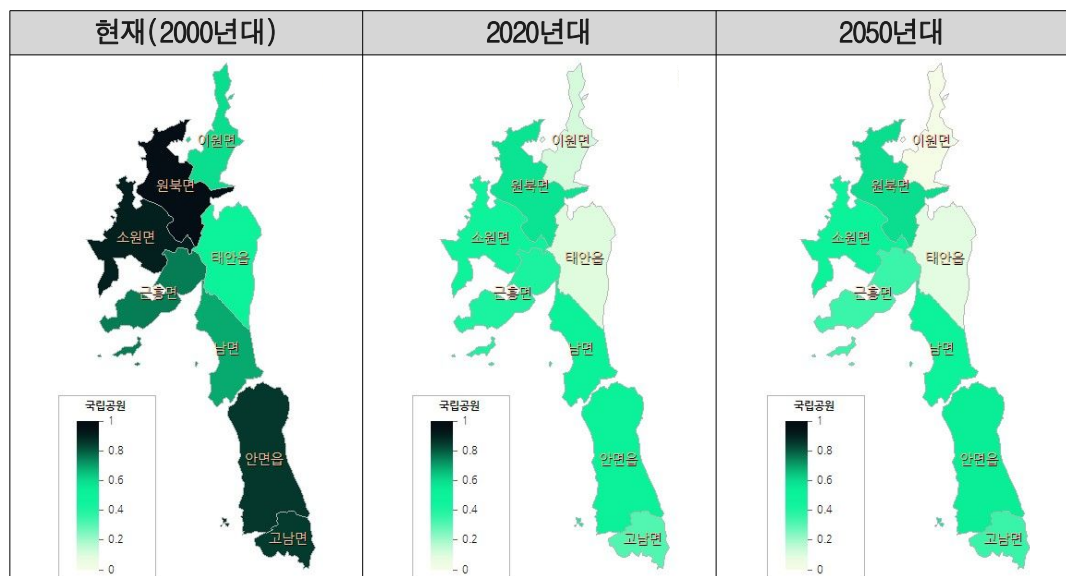 현재(2000년대)
2020년대
2050년대
이원면
원북면
소원면
태안읍
근흥면
남면
안면읍
고남면
국립공원
1
0.8
0.6
0.4
0.2
0
이원면
원북면
소원면
태안읍
근흥면
남면
안면읍
고남면
국립공원
1
0.8
0.6
0.4
0.2
0
이원면
원북면
소원면
태안읍
근흥면
남면
안면읍
고남면
국립공원
1
0.8
0.6
0.4
0.2
0